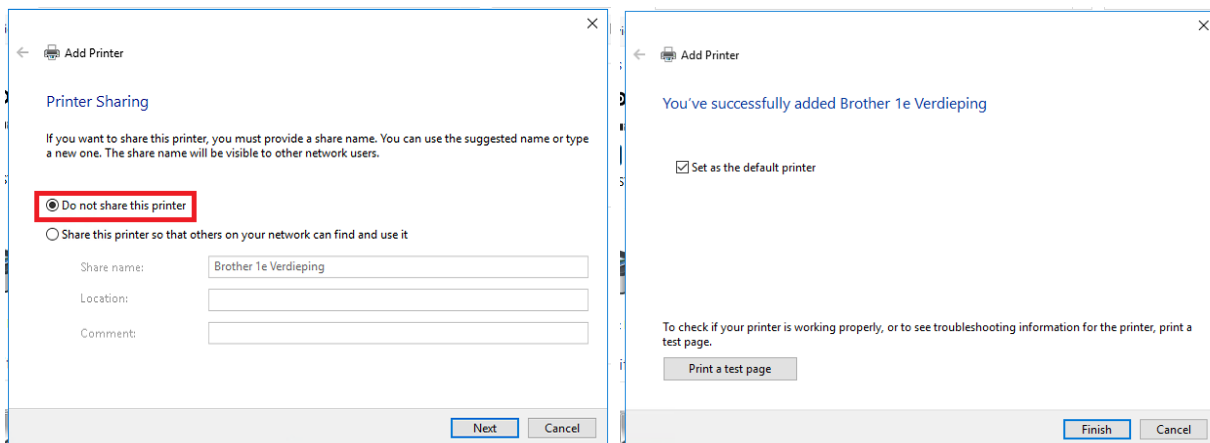 Add Printer
Printer Sharing
If you want to share this printer, you must provide a share name. You can use the suggested name or type
a new one. The share name will be visible to other network users.
Do not share this printer
Share this printer so that others on your network can find and use it
Share name: Brother 1e Verdieping
Location:
Comment:
Next Cancel
Add Printer
You've successfully added Brother 1e Verdieping
Set as the default printer
To check if your printer is working properly, or to see troubleshooting information for the printer, print a
test page.
Print a test page
Finish Cancel